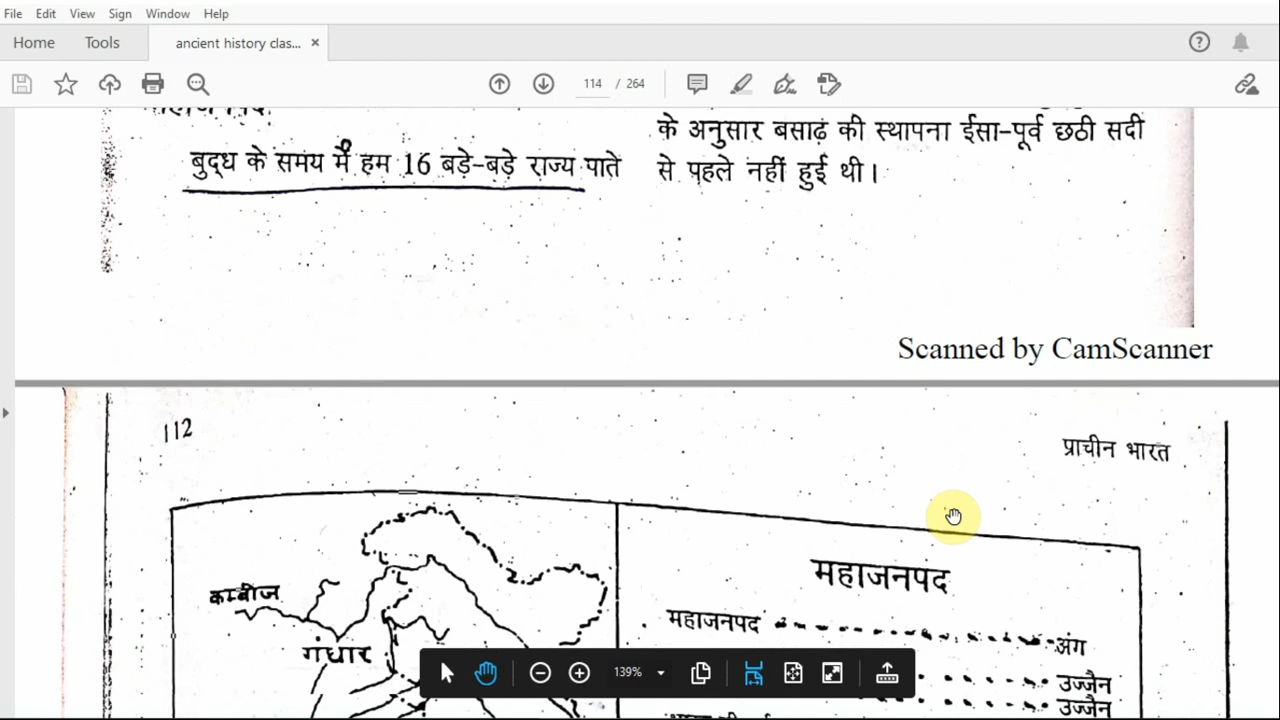 File Edit View Sign Window Help
Home Tools ancient history clas... ×
114 / 264
के अनुसार बसाढ़ की स्थापना ईसा-पूर्व छठी सदी
बुद्ध के समय में हम 16 बड़े-बड़े राज्य पाते
से पहले नहीं हुई थी।
Scanned by CamScanner
112
प्राचीन भारत
महाजनपद
कम्बोज
महाजनपद अंग
गंधार
उज्जैन
उज्जैन
139%